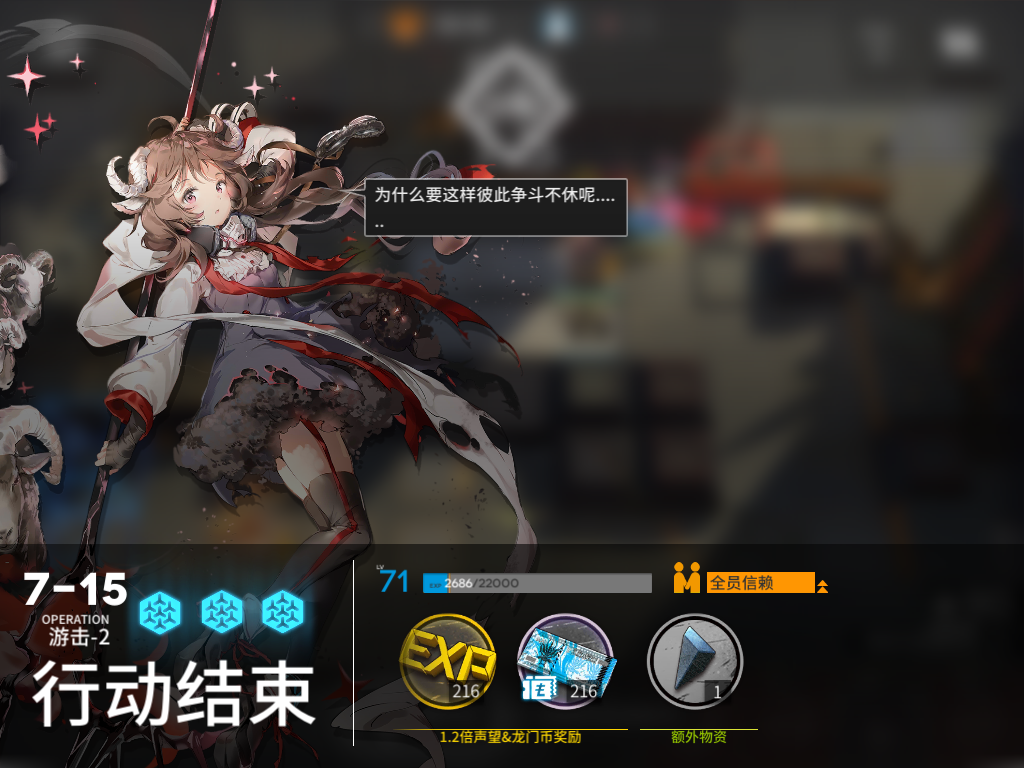 为什么要这样彼此争斗不休呢....
..
7-15
OPERATION
游击-2
行动结束
LV
71
EXP 2686/22000
全员信赖
EXP
216
216
1
1.2倍声望&龙门币奖励
额外物资